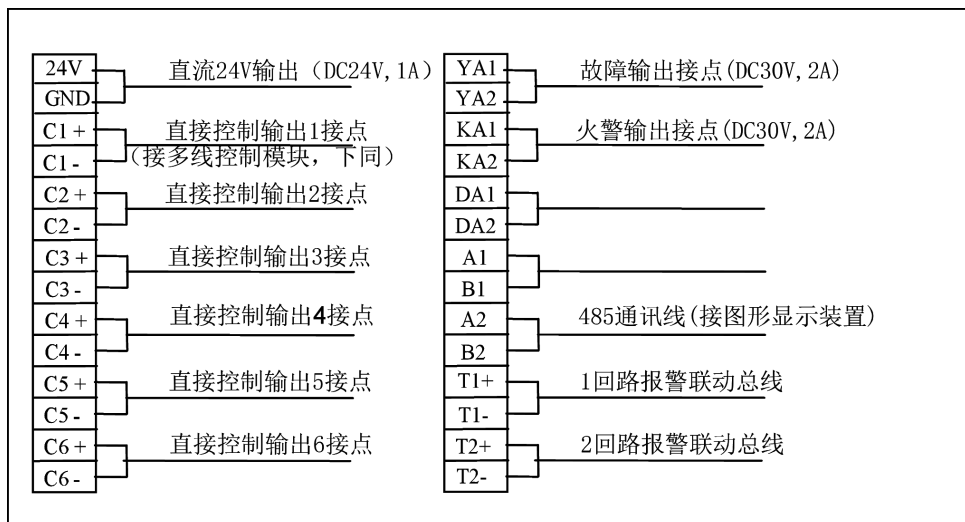 24V
GND
直流24V输出（DC24V,1A）
C1+
C1-
直接控制输出1接点
（接多线控制模块，下同）
C2+
C2-
直接控制输出2接点
C3+
C3-
直接控制输出3接点
C4+
C4-
直接控制输出4接点
C5+
C5-
直接控制输出5接点
C6+
C6-
直接控制输出6接点
YA1
YA2
故障输出接点(DC30V,2A)
KA1
KA2
火警输出接点(DC30V,2A)
DA1
DA2
A1
B1
A2
B2
485通讯线(接图形显示装置)
T1+
T1-
1回路报警联动总线
T2+
T2-
2回路报警联动总线